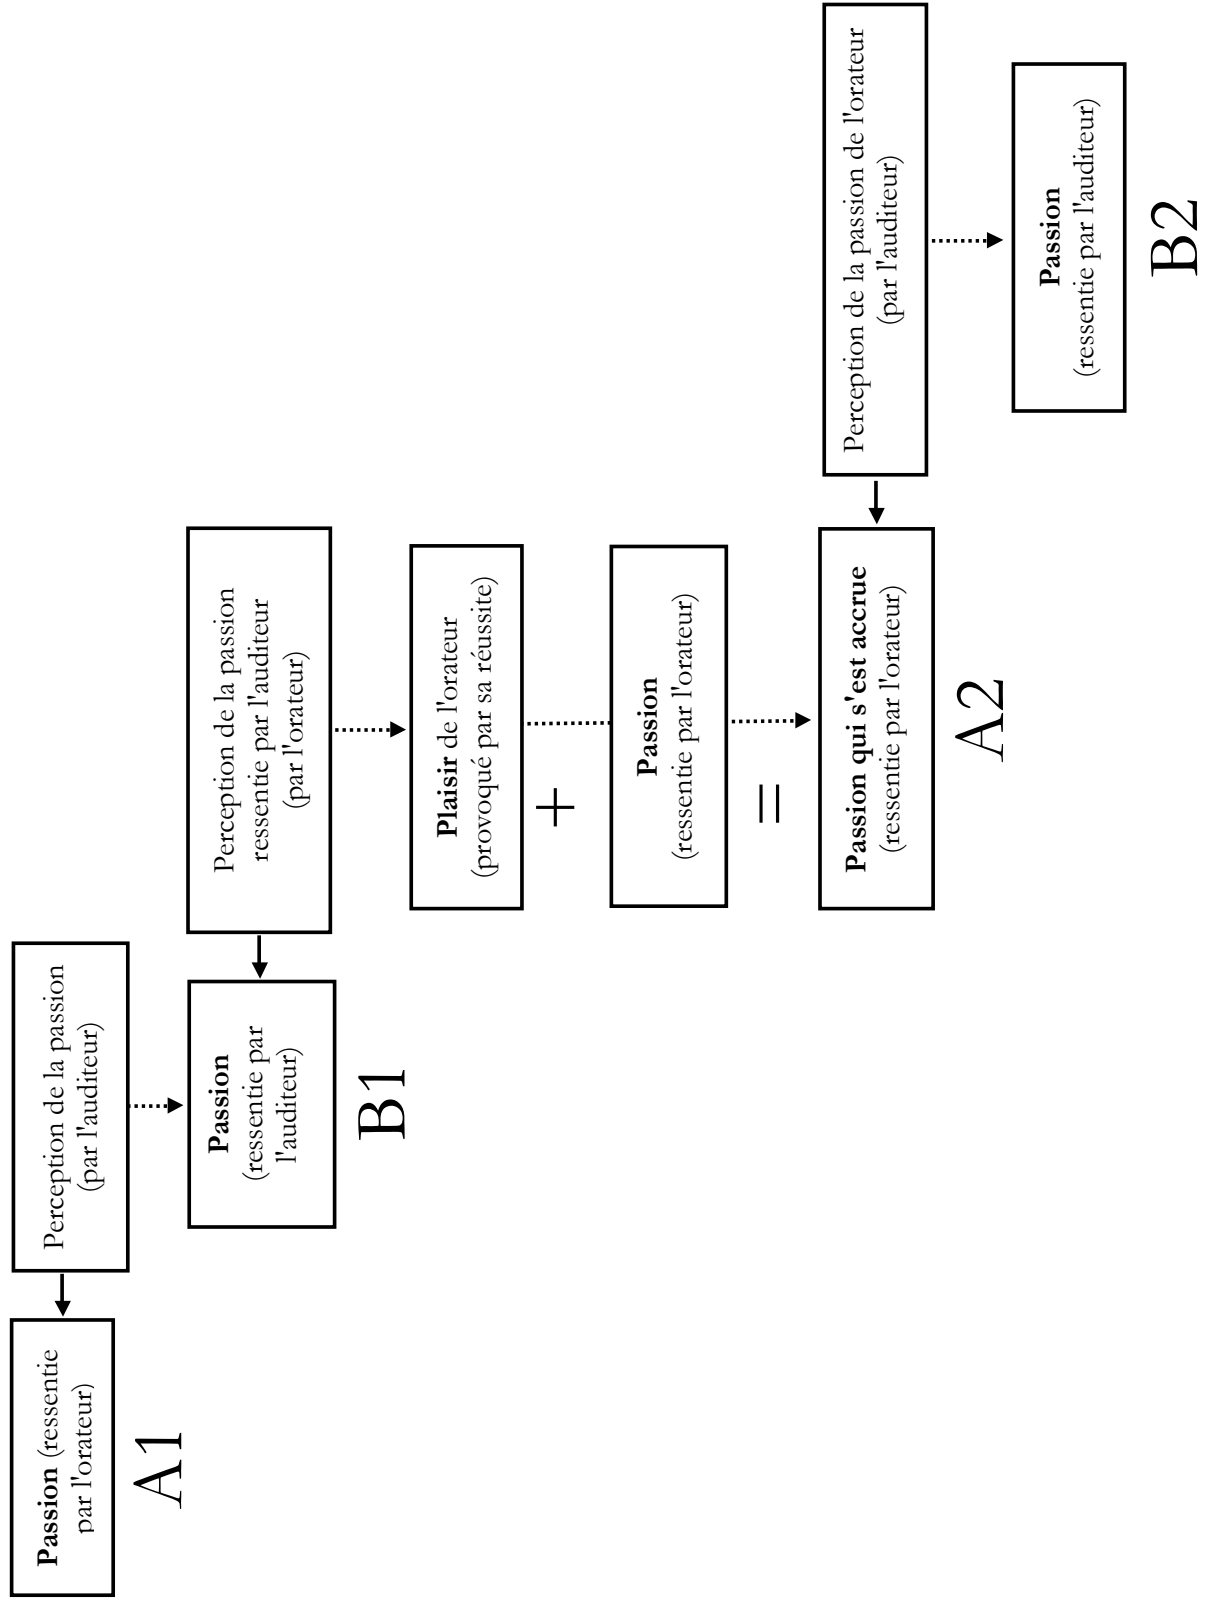 Passion (ressentie
par l'orateur)
A1
Perception de la passion
(par l'auditeur)
Passion
(ressentie par
l'auditeur)
B1
Perception de la passion
ressentie par l'auditeur
(par l'orateur)
Plaisir de l'orateur
(provoqué par sa réussite)
+
Passion
(ressentie par l'orateur)
=
Passion qui s'est accrue
(ressentie par l'orateur)
A2
Perception de la passion de l'orateur
(par l'auditeur)
Passion
(ressentie par l'auditeur)
B2